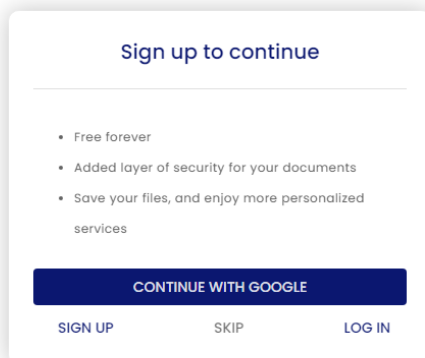 Sign up to continue
• Free forever
• Added layer of security for your documents
• Save your files, and enjoy more personalized
services
CONTINUE WITH GOOGLE
SIGN UP SKIP LOG IN